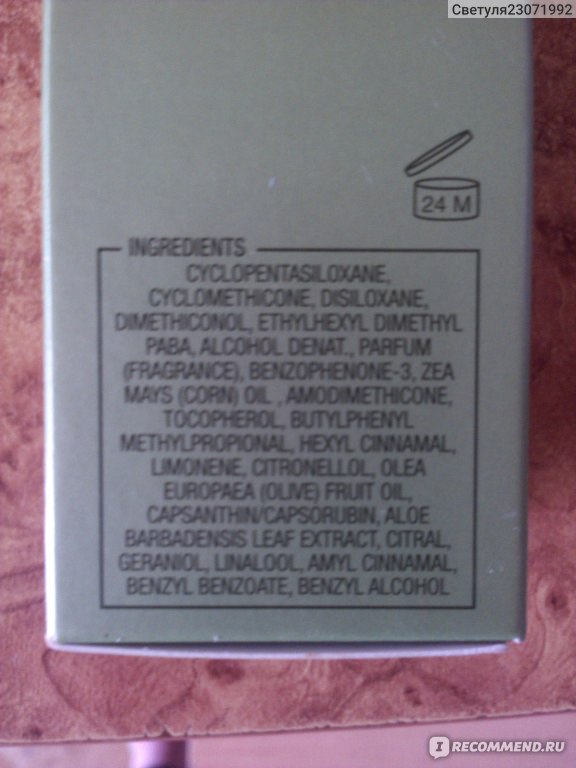 Светуля23071992
24 M
INGREDIENTS
CYCLOPENTASILOXANE,
CYCLOMETHICONE, DISILOXANE,
DIMETHICONOL, ETHYLHEXYL DIMETHYL
PABA, ALCOHOL DENAT., PARFUM
(FRAGRANCE), BENZOPHENONE-3, ZEA
MAYS (CORN) OIL , AMODIMETHICONE,
TOCOPHEROL, BUTYLPHENYL
METHYLPROPIONAL, HEXYL CINNAMAL,
LIMONENE, CITRONELLOL, OLEA
EUROPAEA (OLIVE) FRUIT OIL,
CAPSANTHIN/CAPSORUBIN, ALOE
BARBADENSIS LEAF EXTRACT, CITRAL,
GERANIOL, LINALOOL, AMYL CINNAMAL,
BENZYL BENZOATE, BENZYL ALCOHOL
IRECOMMEND.RU